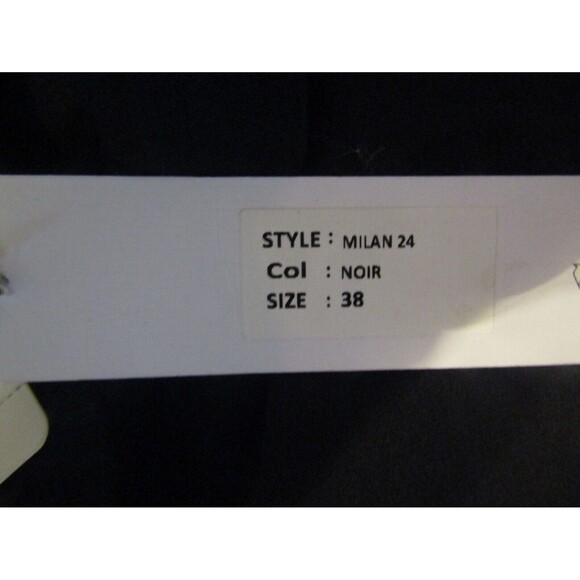 STYLE : MILAN 24
Col : NOIR
SIZE : 38